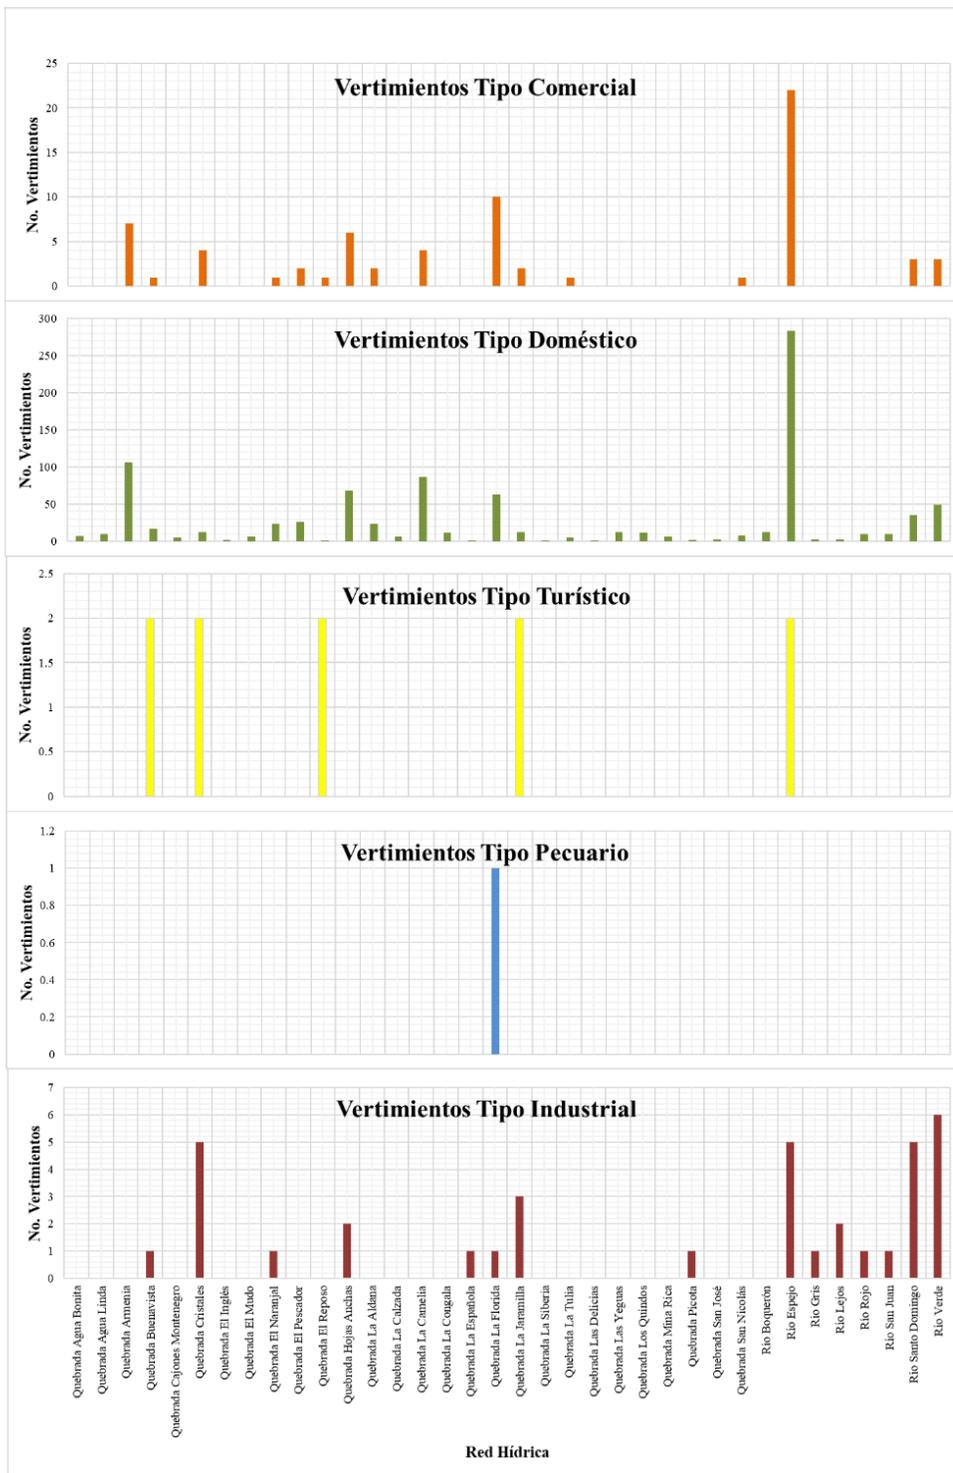 Vertimientos Tipo Comercial
No. Vertimientos
25
20
15
10
5
0
Vertimientos Tipo Doméstico
No. Vertimientos
300
250
200
150
100
50
0
Vertimientos Tipo Turístico
No. Vertimientos
2.5
2
1.5
1
0.5
0
Vertimientos Tipo Pecuario
No. Vertimientos
1.2
1
0.8
0.6
0.4
0.2
0
Vertimientos Tipo Industrial
No. Vertimientos
7
6
5
4
3
2
1
0
Quebrada Agua Bonita
Quebrada Agua Linda
Quebrada Armenia
Quebrada Buenavista
Quebrada Cajones Montenegro
Quebrada Cristales
Quebrada El Inglés
Quebrada El Mudo
Quebrada El Naranjal
Quebrada El Pescador
Quebrada El Reposo
Quebrada Hojas Anchas
Quebrada La Aldana
Quebrada La Calzada
Quebrada La Camelia
Quebrada La Congala
Quebrada La Española
Quebrada La Florida
Quebrada La Jaramilla
Quebrada La Siberia
Quebrada La Tulia
Quebrada Las Delicias
Quebrada Las Yeguas
Quebrada Los Quindos
Quebrada Mina Rica
Quebrada Picota
Quebrada San José
Quebrada San Nicolás
Río Boquerón
Río Espejo
Río Gris
Río Lejos
Río Rojo
Río San Juan
Río Santo Domingo
Río Verde
Red Hídrica